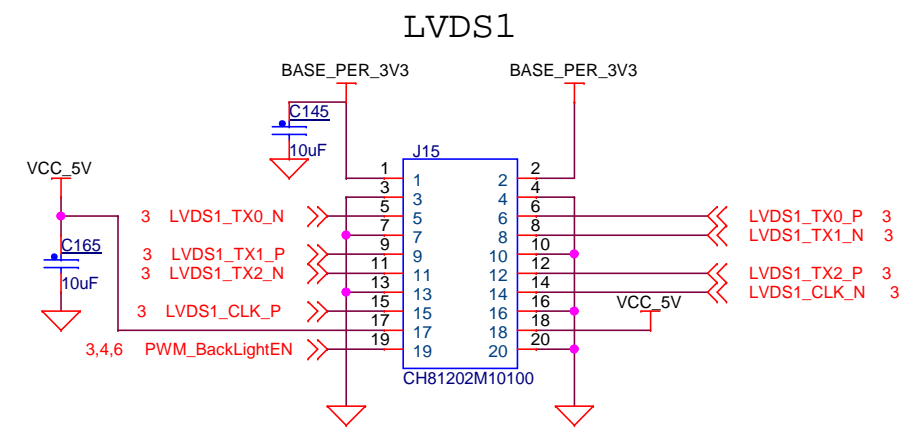 LVDS1
BASE_PER_3V3 BASE_PER_3V3
C145
10uF
J15
VCC_5V
1 1 2 2
3 3 4 4
3 LVDS1_TX0_N 5 5 6 6 LVDS1_TX0_P 3
7 7 8 8 LVDS1_TX1_N 3
3 LVDS1_TX1_P 9 9 10 10
C165
3 LVDS1_TX2_N 11 11 12 12 LVDS1_TX2_P 3
10uF
13 13 14 14 LVDS1_CLK_N 3
3 LVDS1_CLK_P 15 15 16 16
VCC_5V
17 17 18 18
3,4,6 PWM_BackLightEN 19 19 20 20
CH81202M10100